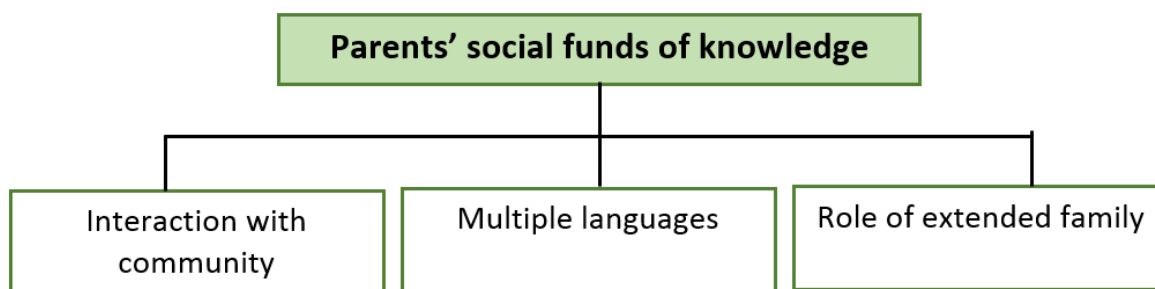 Parents’ social funds of knowledge
Interaction with
community
Multiple languages
Role of extended family